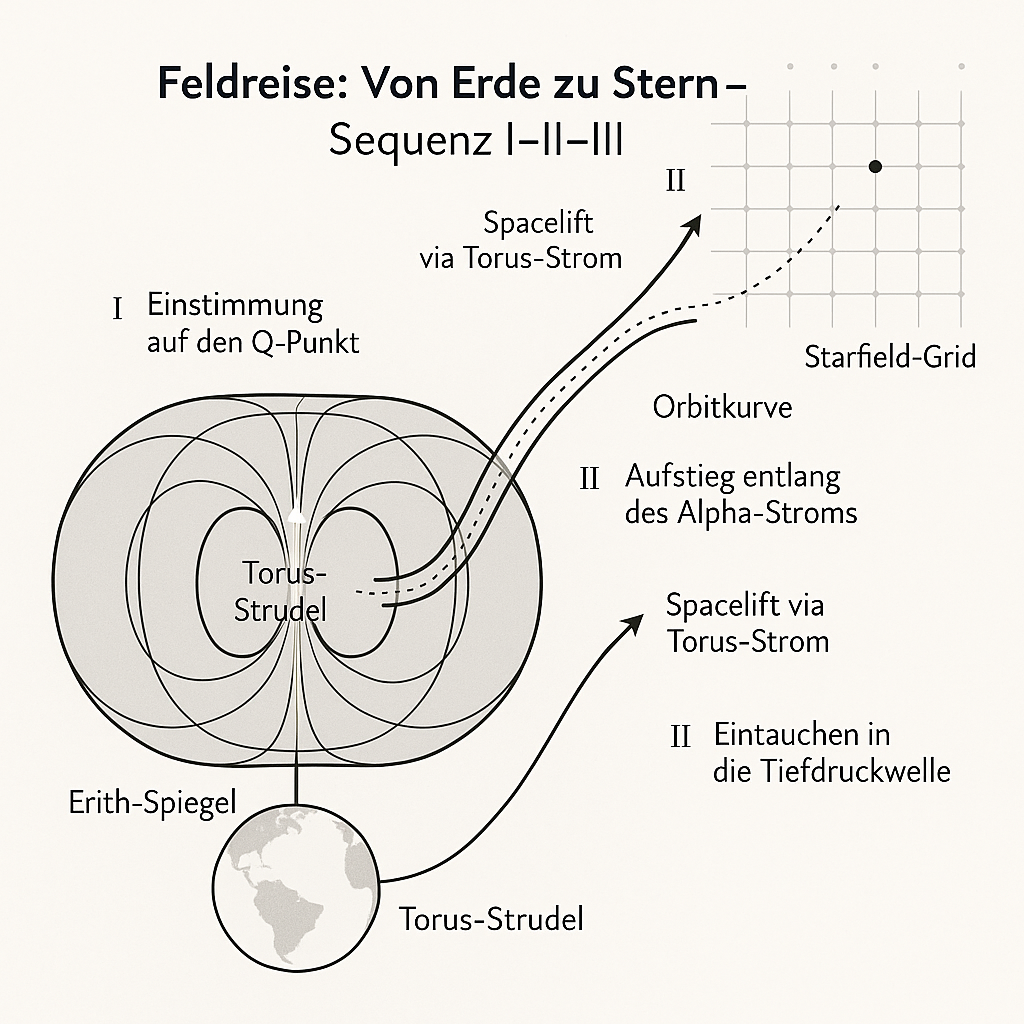 Feldreise: Von Erde zu Stern–
Sequenz I–II–III
II
Spacelift
via Torus-Strom
I Einstimmung
auf den Q-Punkt
Starfield-Grid
Orbitkurve
II Aufstieg entlang
des Alpha-Stroms
Torus-
Strudel
Spacelift via
Torus-Strom
II Eintauchen in
die Tiefdruckwelle
Erith-Spiegel
Torus-Strudel